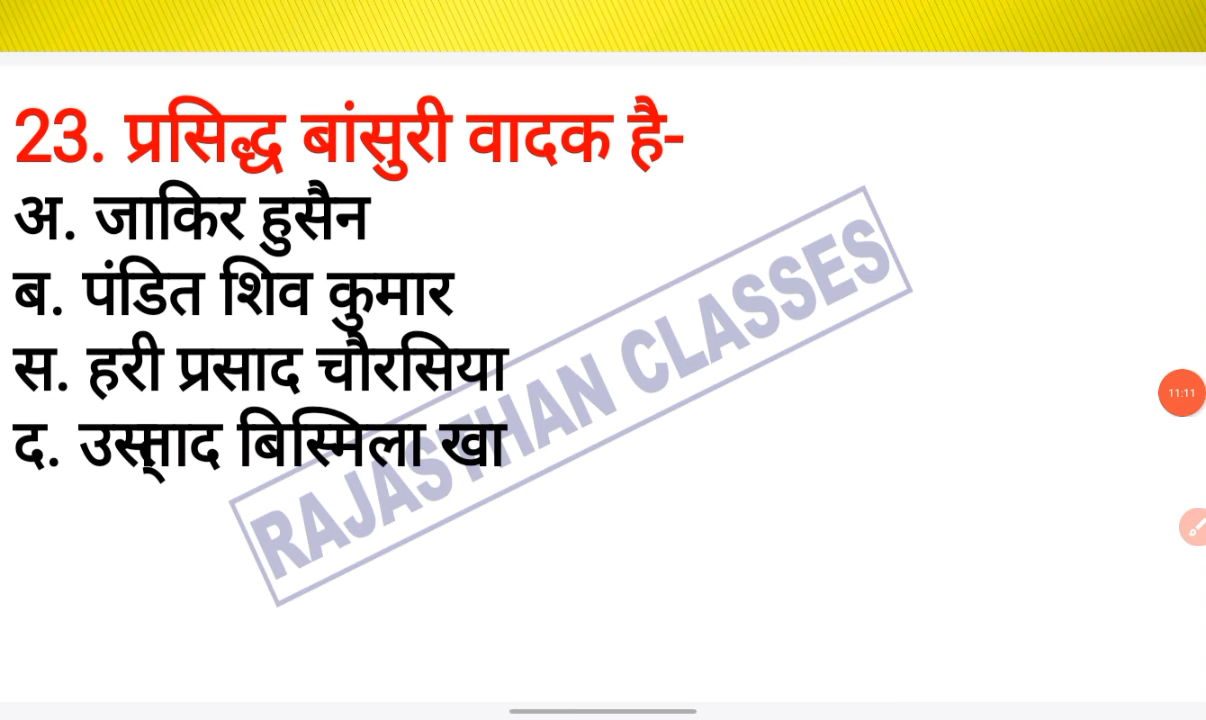 23. प्रसिद्ध बांसुरी वादक है-
अ. जाकिर हुसैन
ब. पंडित शिव कुमार
स. हरी प्रसाद चौरसिया
द. उस्ताद बिस्मिला खा
RAJASTHAN CLASSES
11:11